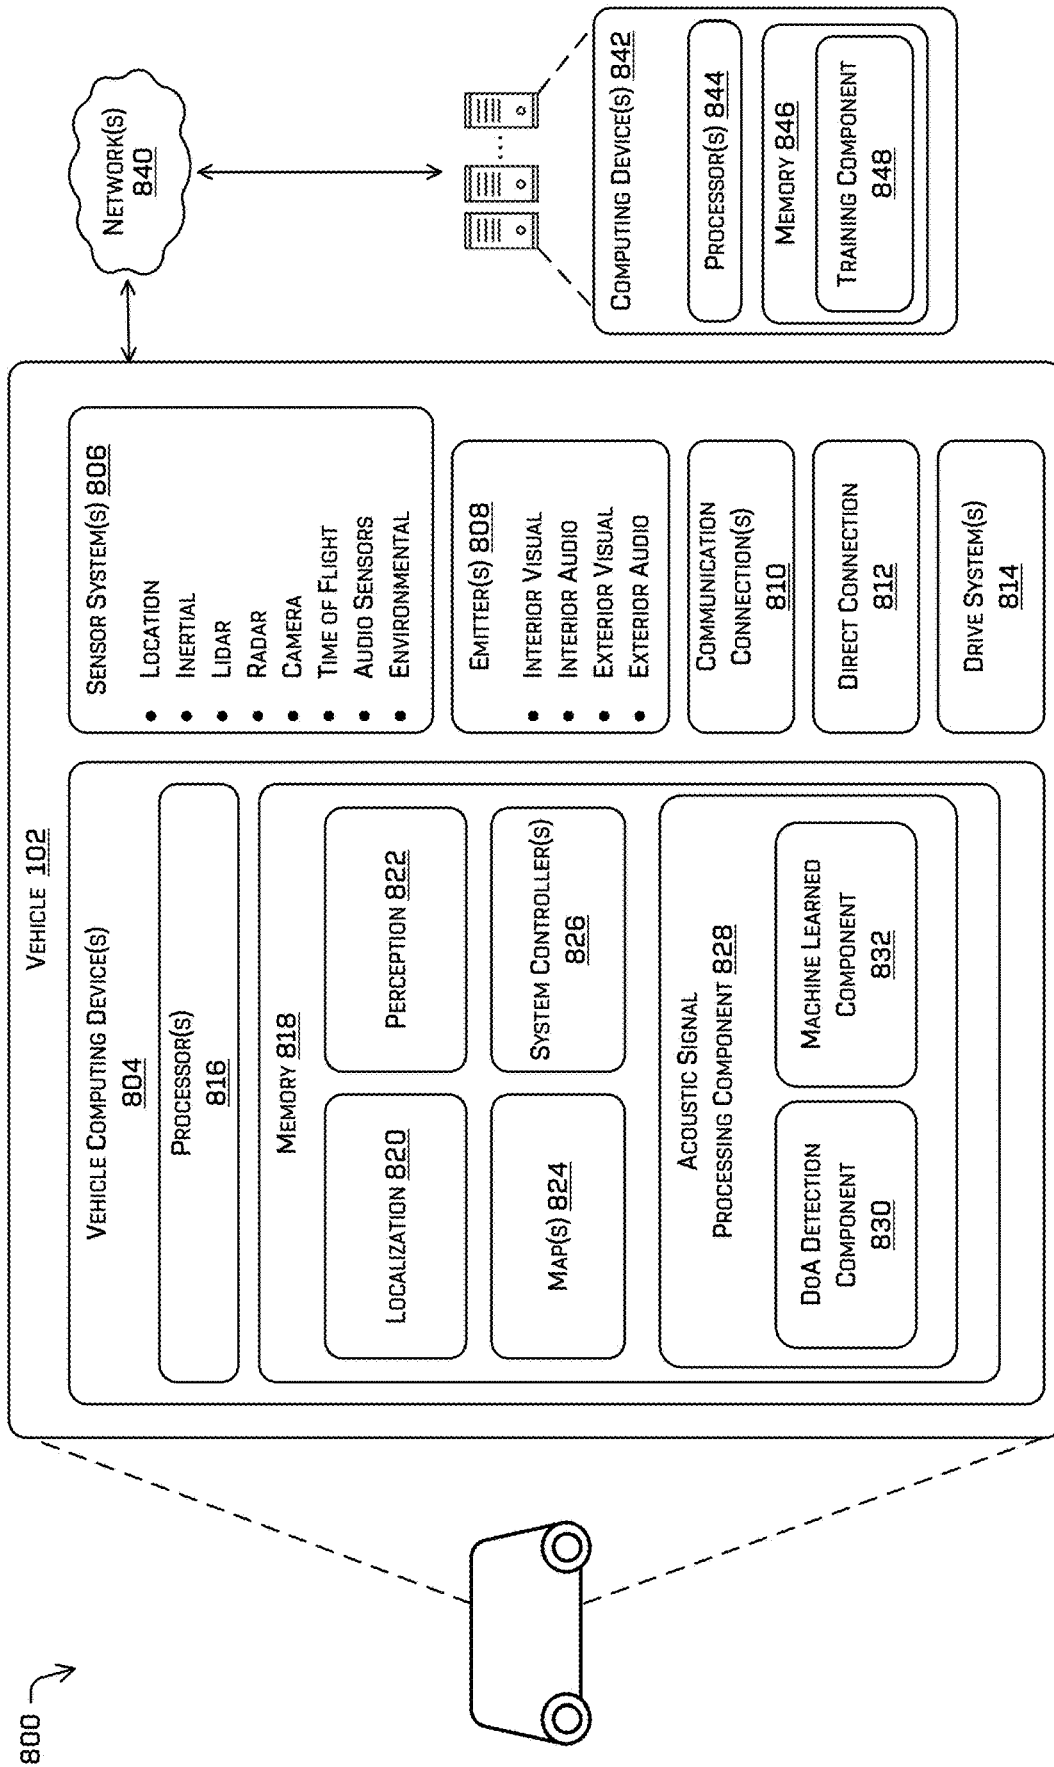 800
VEHICLE 102
VEHICLE COMPUTING DEVICE(S)
804
PROCESSOR(S)
816
MEMORY 818
LOCALIZATION 820
PERCEPTION 822
MAP(S) 824
SYSTEM CONTROLLER(S)
826
ACOUSTIC SIGNAL
PROCESSING COMPONENT 828
DOA DETECTION
COMPONENT
830
MACHINE LEARNED
COMPONENT
832
SENSOR SYSTEM(S) 806
• LOCATION
• INERTIAL
• LIDAR
• RADAR
• CAMERA
• TIME OF FLIGHT
• AUDIO SENSORS
• ENVIRONMENTAL
EMITTER(S) 808
• INTERIOR VISUAL
• INTERIOR AUDIO
• EXTERIOR VISUAL
• EXTERIOR AUDIO
COMMUNICATION
CONNECTION(S)
810
DIRECT CONNECTION
812
DRIVE SYSTEM(S)
814
NETWORK(S)
840
COMPUTING DEVICE(S) 842
PROCESSOR(S) 844
MEMORY 846
TRAINING COMPONENT
848